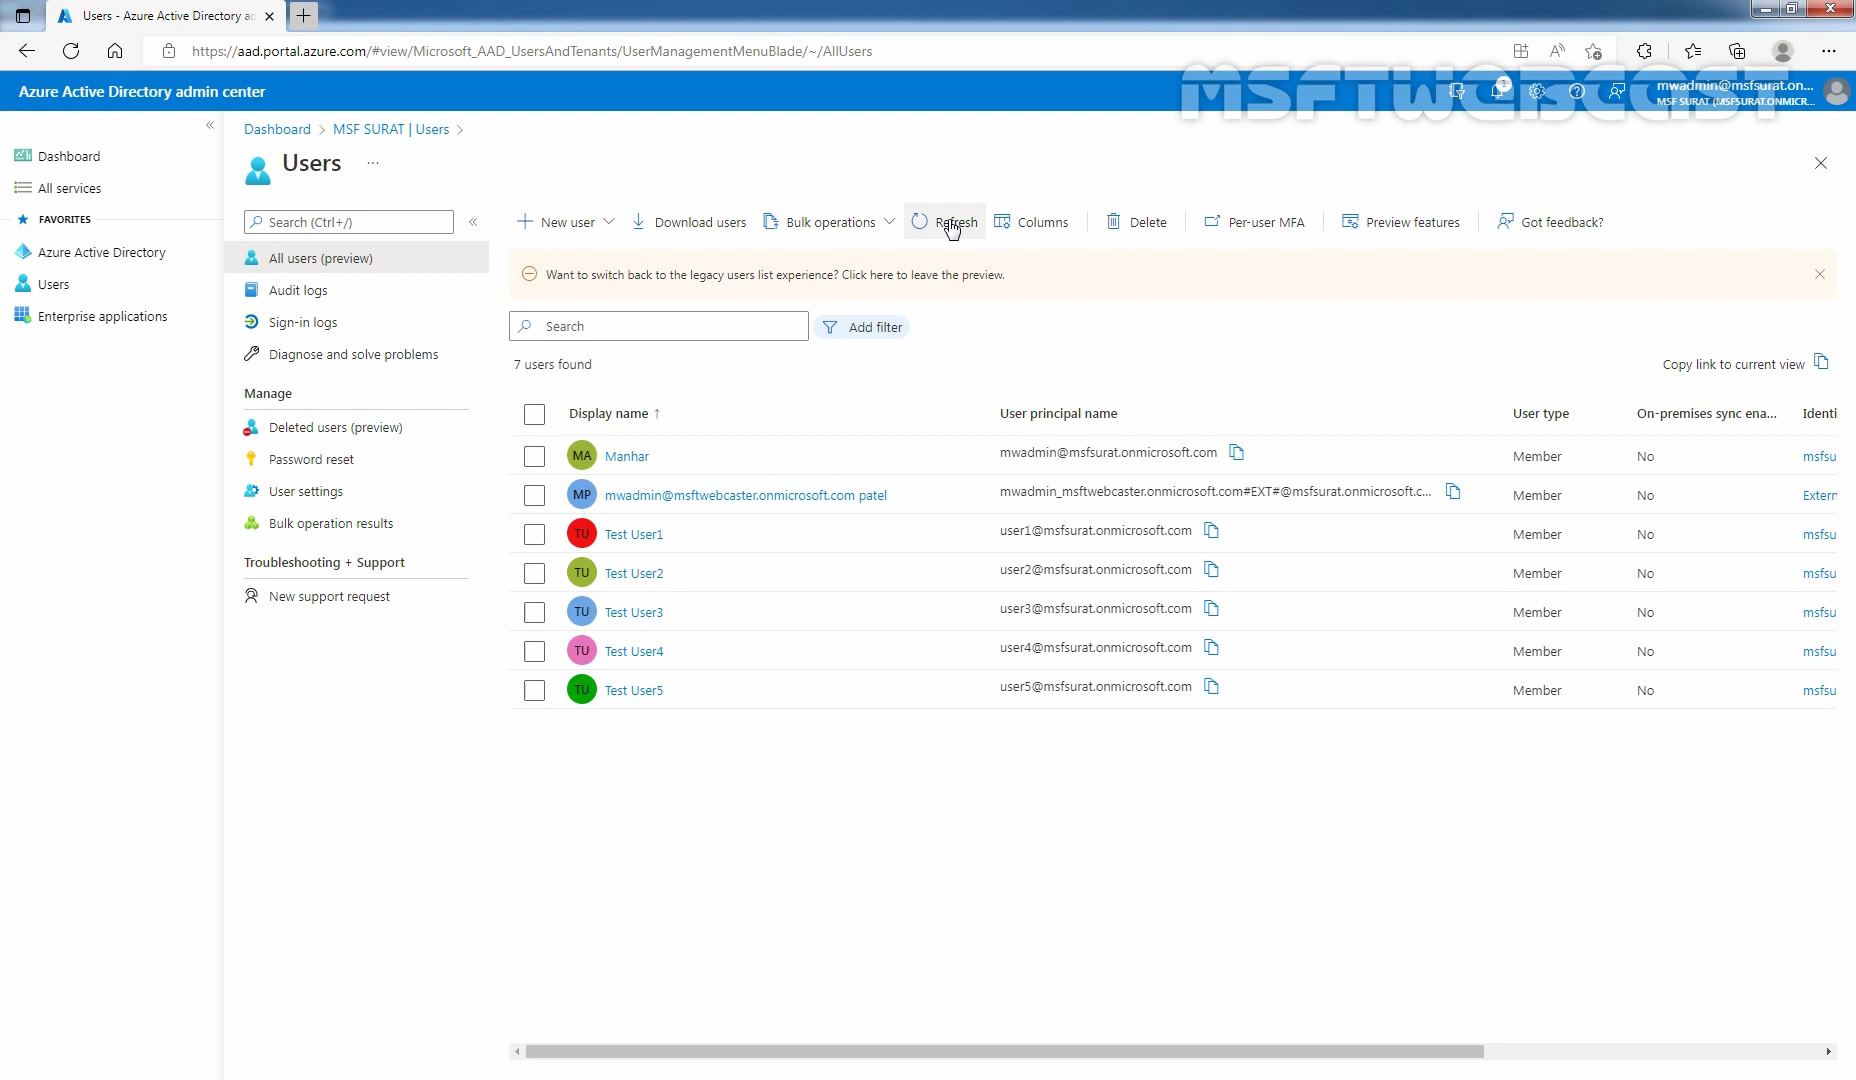 Users - Azure Active Directory ac
https://aad.portal.azure.com/#view/Microsoft_AAD_UsersAndTenants/UserManagementMenuBlade/~/AllUsers
MSFTWEBCAST
Azure Active Directory admin center
1
mwadmin@msfsurat.on...
MSF SURAT (MSFSURAT.ONMICR...
Dashboard
All services
FAVORITES
Azure Active Directory
Users
Enterprise applications
Dashboard > MSF SURAT | Users >
Users ...
Search (Ctrl+/)
All users (preview)
Audit logs
Sign-in logs
Diagnose and solve problems
Manage
Deleted users (preview)
Password reset
User settings
Bulk operation results
Troubleshooting + Support
New support request
New user Download users Bulk operations Refresh Columns Delete Per-user MFA Preview features Got feedback?
Want to switch back to the legacy users list experience? Click here to leave the preview.
Search Add filter
7 users found Copy link to current view
Display name ↑ User principal name User type On-premises sync ena... Identi
MA Manhar mwadmin@msfsurat.onmicrosoft.com Member No msfsu
MP mwadmin@msftwebcaster.onmicrosoft.com patel mwadmin_msftwebcaster.onmicrosoft.com#EXT#@msfsurat.onmicrosoft.c... Member No Extern
TU Test User1 user1@msfsurat.onmicrosoft.com Member No msfsu
TU Test User2 user2@msfsurat.onmicrosoft.com Member No msfsu
TU Test User3 user3@msfsurat.onmicrosoft.com Member No msfsu
TU Test User4 user4@msfsurat.onmicrosoft.com Member No msfsu
TU Test User5 user5@msfsurat.onmicrosoft.com Member No msfsu